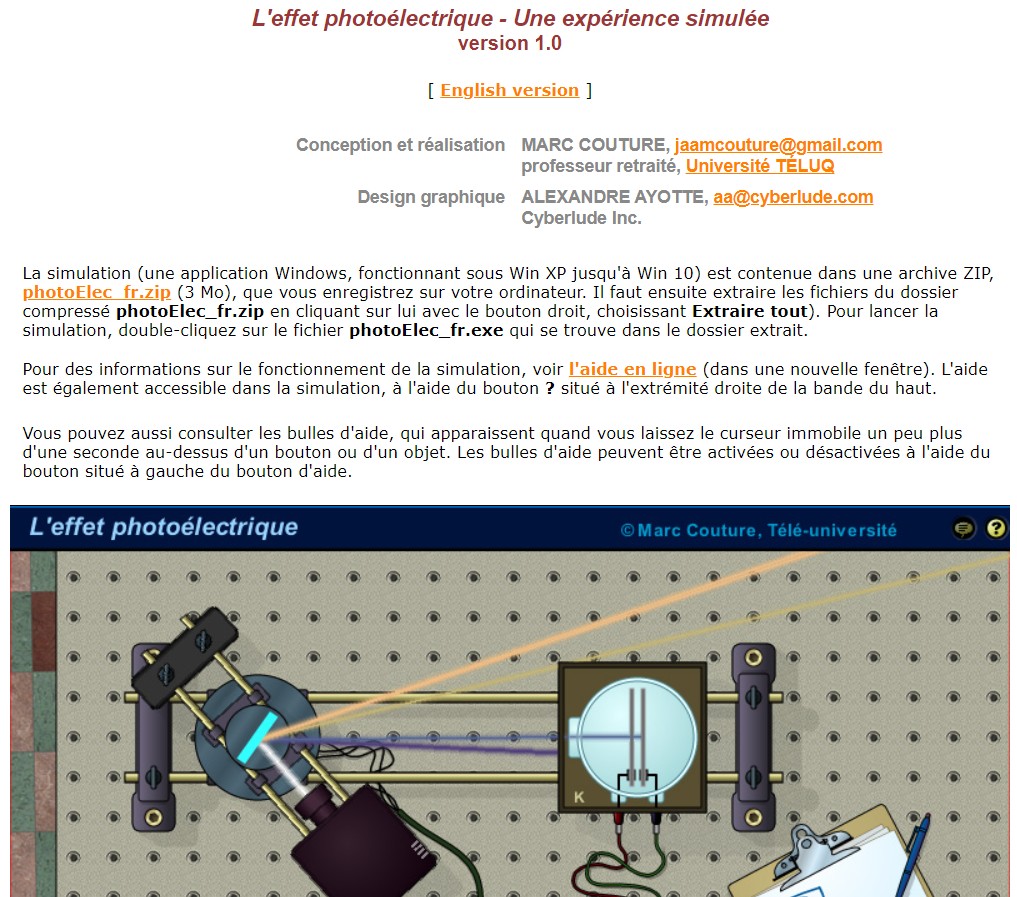 L'effet photoélectrique - Une expérience simulée
version 1.0
[ English version ]
Conception et réalisation MARC COUTURE, jaamcouture@gmail.com
professeur retraité, Université TÉLUQ
Design graphique ALEXANDRE AYOTTE, aa@cyberlude.com
Cyberlude Inc.
La simulation (une application Windows, fonctionnant sous Win XP jusqu'à Win 10) est contenue dans une archive ZIP,
photoElec_fr.zip (3 Mo), que vous enregistrez sur votre ordinateur. Il faut ensuite extraire les fichiers du dossier
compressé photoElec_fr.zip en cliquant sur lui avec le bouton droit, choisissant Extraire tout). Pour lancer la
simulation, double-cliquez sur le fichier photoElec_fr.exe qui se trouve dans le dossier extrait.
Pour des informations sur le fonctionnement de la simulation, voir l'aide en ligne (dans une nouvelle fenêtre). L'aide
est également accessible dans la simulation, à l'aide du bouton ? situé à l'extrémité droite de la bande du haut.
Vous pouvez aussi consulter les bulles d'aide, qui apparaissent quand vous laissez le curseur immobile un peu plus
d'une seconde au-dessus d'un bouton ou d'un objet. Les bulles d'aide peuvent être activées ou désactivées à l'aide du
bouton situé à gauche du bouton d'aide.
L'effet photoélectrique © Marc Couture, Télé-université ?
K